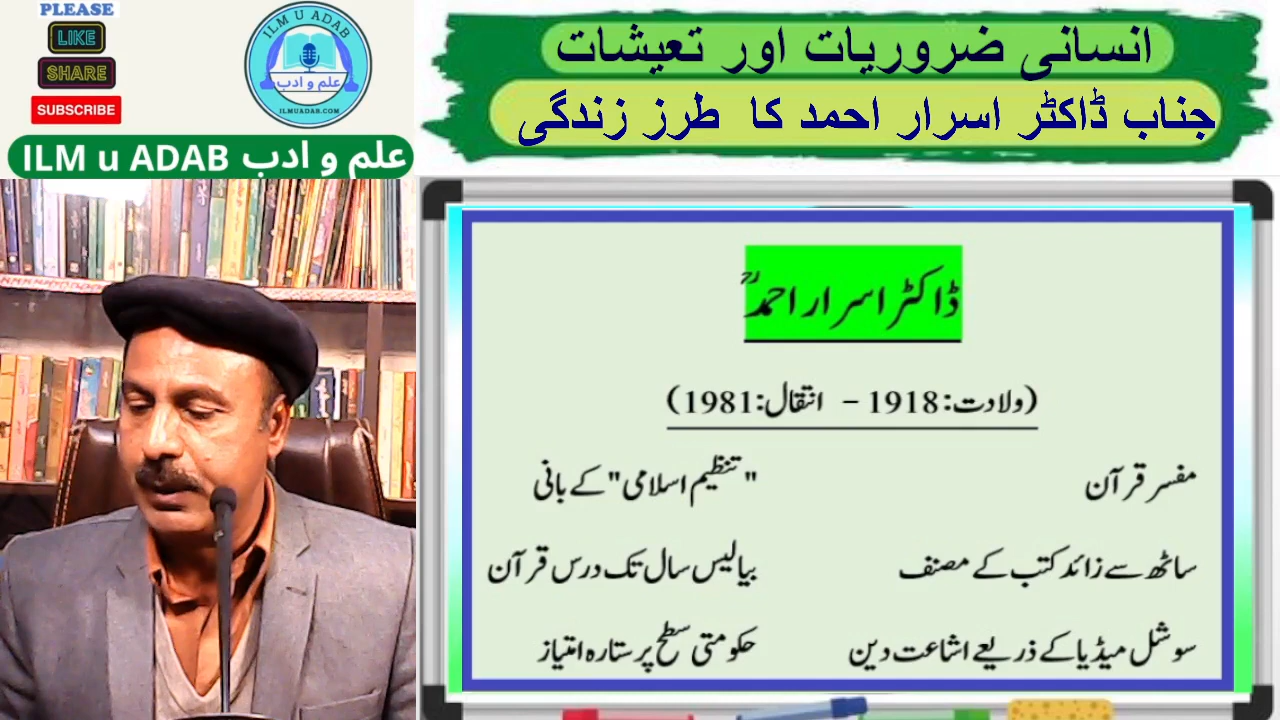 PLEASE
LIKE
SHARE
SUBSCRIBE
ILM U ADAB
علم و ادب
ILMUADAB.COM
ILM u ADAB علم و ادب
انسانی ضروریات اور تعیشات
جناب ڈاکٹر اسرار احمد کا طرز زندگی
ڈاکٹر اسرار احمدؒ
(ولادت:1918 - انتقال:1981)
مفسر قرآن "تنظیم اسلامی" کے بانی
ساٹھ سے زائد کتب کے مصنف بیالیس سال تک درس قرآن
سوشل میڈیا کے ذریعے اشاعت دین حکومتی سطح پر ستارہ امتیاز